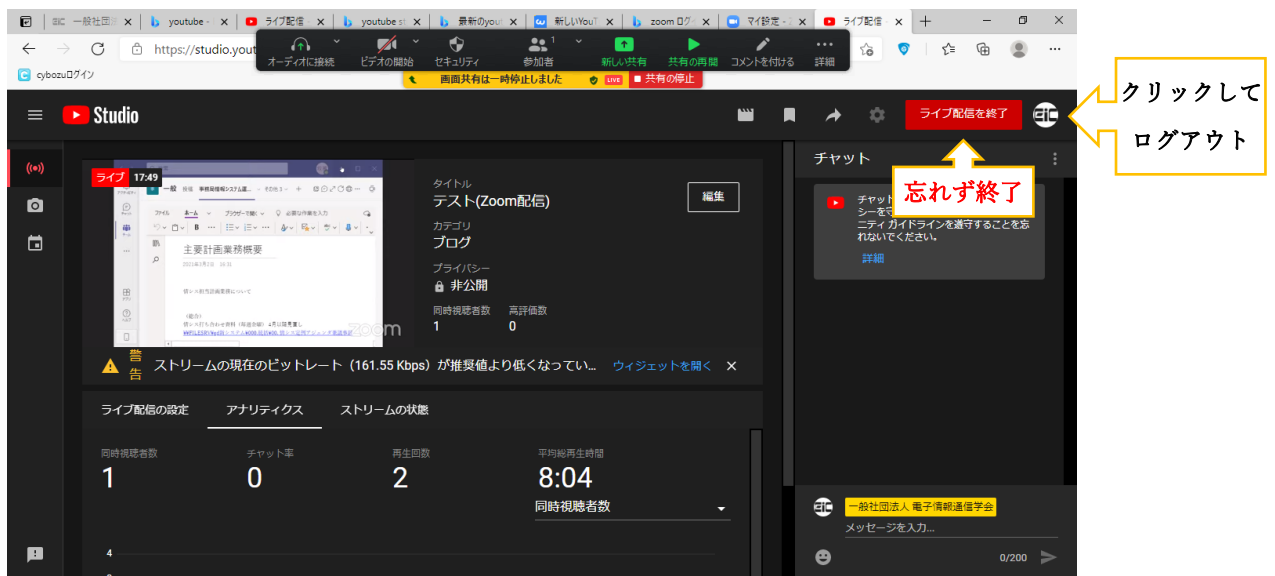 一般社団
youtube -
ライブ配信
youtube st
最新のyout
新しいYouT
zoom ログ
マイ設定 - Z
ライブ配信 -
https://studio.yout
オーディオに接続
ビデオの開始
セキュリティ
参加者
1
新しい共有
共有の再開
コメントを付ける
詳細
cybozuログイン
画面共有は一時停止しました
LIVE
共有の停止
Studio
ライブ配信を終了
クリックして
ログアウト
忘れず終了
ライブ 17:49
主要計画業務概要
zoom
タイトル
テスト(Zoom配信)
編集
カテゴリ
ブログ
プライバシー
非公開
同時視聴者数 高評価数
1 0
チャット
チャット
シーを守
ニティ ガイドラインを遵守することを忘
れないでください。
詳細
警告
ストリームの現在のビットレート（161.55 Kbps）が推奨値より低くなってい... ウィジェットを開く
ライブ配信の設定 アナリティクス ストリームの状態
同時視聴者数 チャット率 再生回数 平均総再生時間
1 0 2 8:04
同時視聴者数
4
一般社団法人 電子情報通信学会
メッセージを入力...
0/200